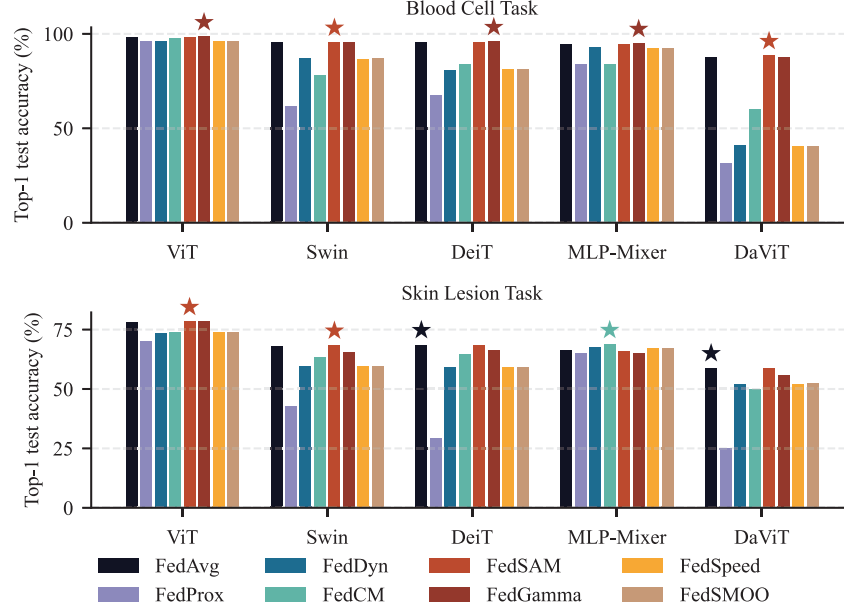 Blood Cell Task
Top-1 test accuracy (%)
100
50
0
ViT Swin DeiT MLP-Mixer DaViT
Skin Lesion Task
Top-1 test accuracy (%)
75
50
25
0
ViT Swin DeiT MLP-Mixer DaViT
FedAvg FedDyn FedSAM FedSpeed
FedProx FedCM FedGamma FedSMOO